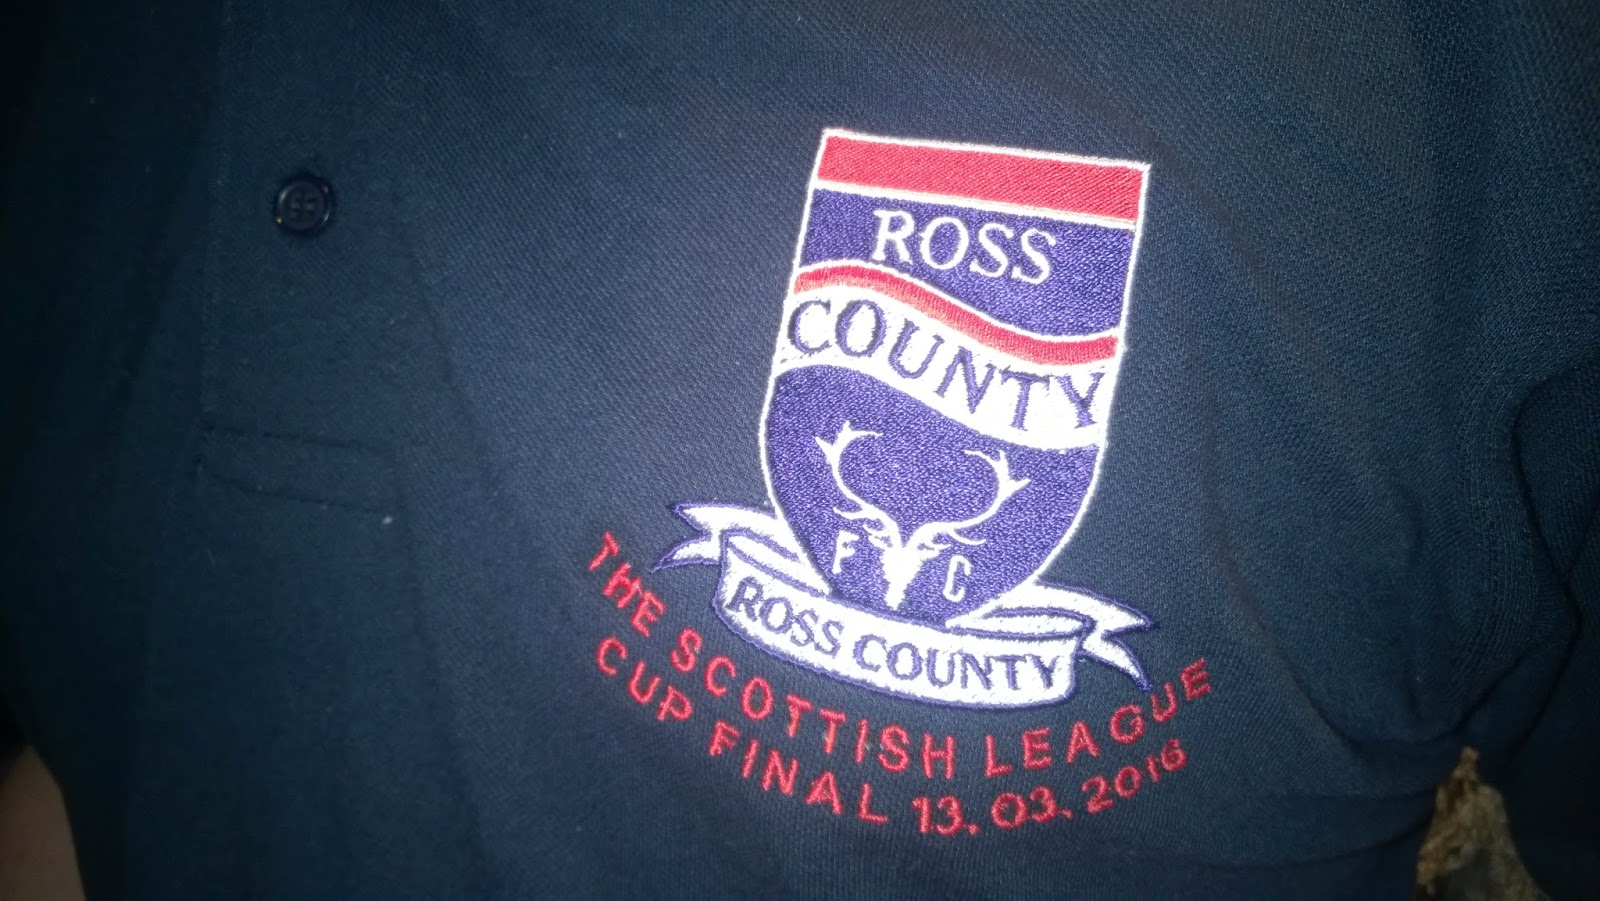 ROSS
COUNTY
F C
ROSS COUNTY
THE SCOTTISH LEAGUE
CUP FINAL 13.03.2016